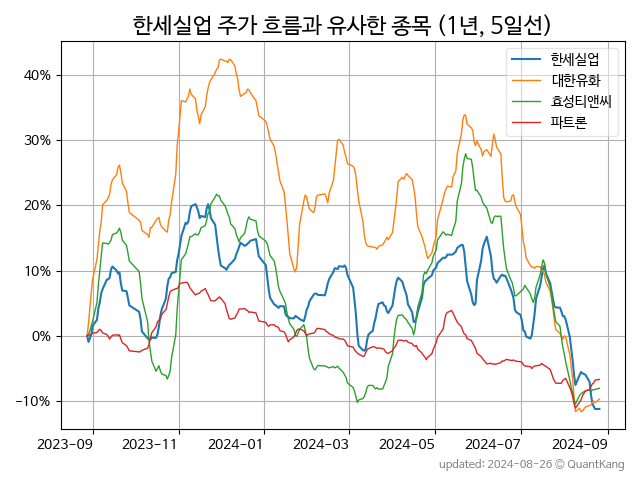 한세실업 주가 흐름과 유사한 종목 (1년, 5일선)
한세실업
대한유화
효성티앤씨
파트론
40%
30%
20%
10%
0%
−10%
2023-09 2023-11 2024-01 2024-03 2024-05 2024-07 2024-09
updated: 2024-08-26 © QuantKang